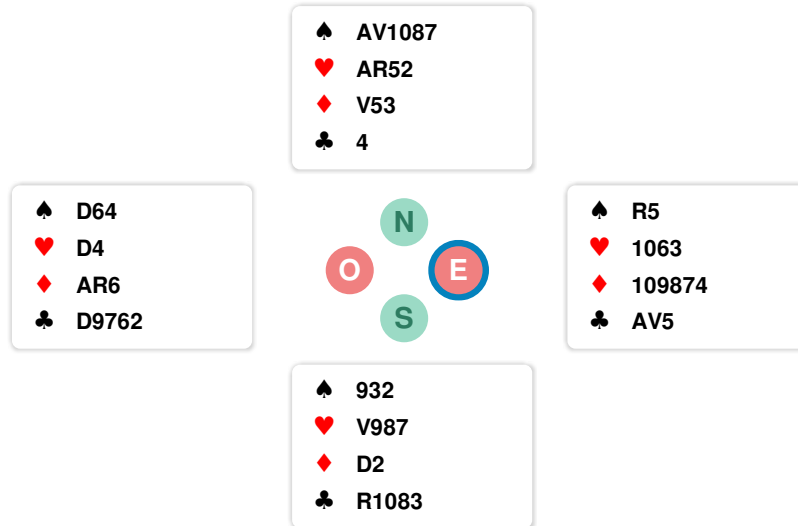 ♠ AV1087
♥ AR52
♦ V53
♣ 4
♠ D64
♥ D4
♦ AR6
♣ D9762
N
O
E
S
♠ R5
♥ 1063
♦ 109874
♣ AV5
♠ 932
♥ V987
♦ D2
♣ R1083